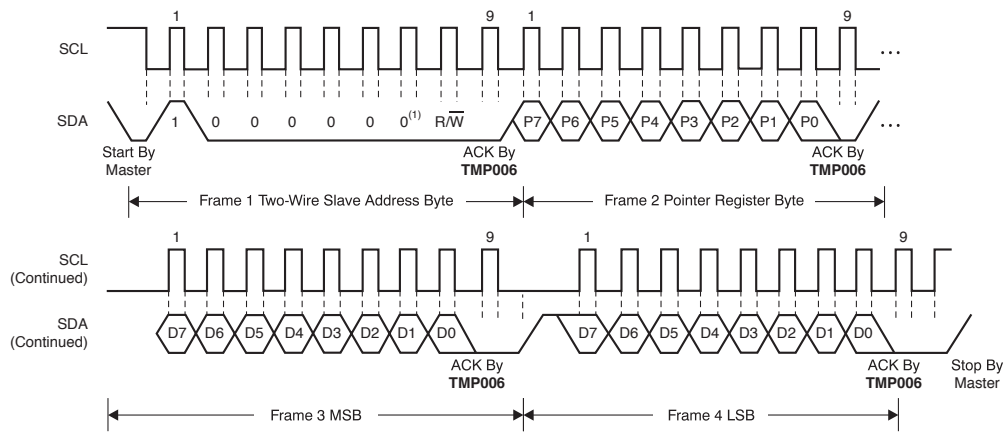 1 9 1 9
SCL ...
SDA 1 0 0 0 0 0 0(1) R/W̅ P7 P6 P5 P4 P3 P2 P1 P0 ...
Start By Master
ACK By TMP006
ACK By TMP006
Frame 1 Two-Wire Slave Address Byte
Frame 2 Pointer Register Byte
1 9 1 9
SCL (Continued)
SDA (Continued) D7 D6 D5 D4 D3 D2 D1 D0 D7 D6 D5 D4 D3 D2 D1 D0
ACK By TMP006
ACK By TMP006
Stop By Master
Frame 3 MSB
Frame 4 LSB